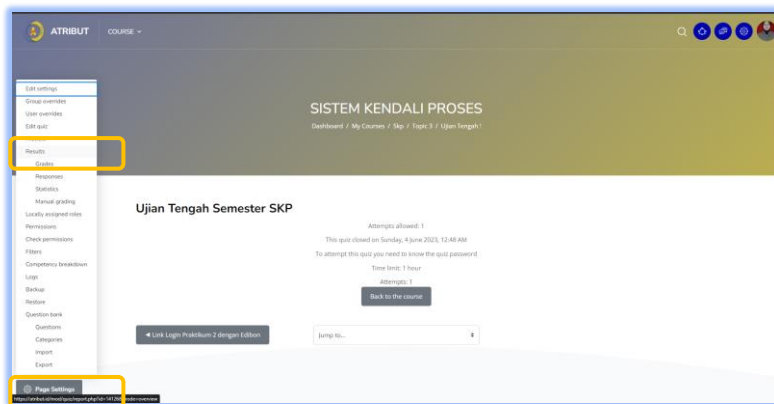 ATRIBUT
COURSE
SISTEM KENDALI PROSES
Dashboard / My Courses / Skp / Topic 5 / Ujian Tengah S
Edit settings
Group overrides
User overrides
Edit quiz
Results
Grades
Responses
Statistics
Manual grading
Locally assigned roles
Permissions
Check permissions
Filters
Competency breakdown
Logs
Backup
Restore
Question bank
Questions
Categories
Import
Export
Page Settings
Ujian Tengah Semester SKP
Attempts allowed: 1
This quiz closed on Sunday, 4 June 2023, 12:48 AM
To attempt this quiz you need to know the quiz password
Time limit: 1 hour
Attempts: 1
Back to the course
◄ Link Login Praktikum 2 dengan Edibon
Jump to...